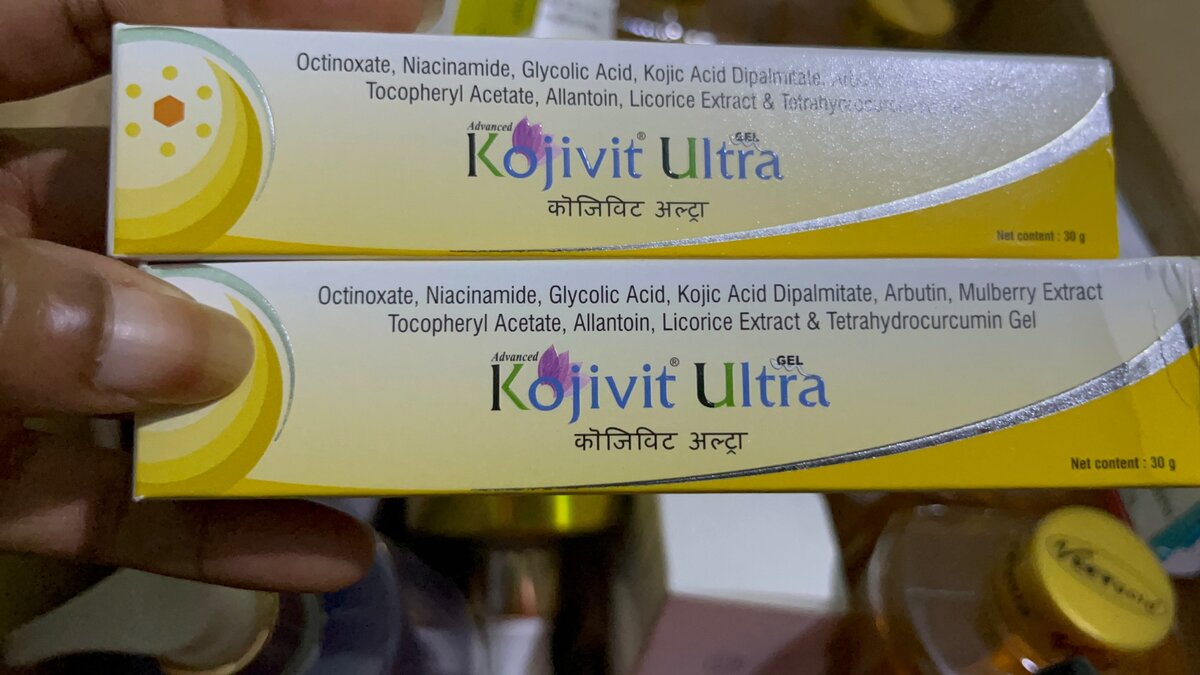 Octinoxate, Niacinamide, Glycolic Acid, Kojic Acid Dipalmitate,
Tocopheryl Acetate, Allantoin, Licorice Extract & Tetrahydrocurcumin
Advanced
Kojivit® Ultra GEL
कॊजिविट अल्ट्रा
Net content : 30 g
Octinoxate, Niacinamide, Glycolic Acid, Kojic Acid Dipalmitate, Arbutin, Mulberry Extract
Tocopheryl Acetate, Allantoin, Licorice Extract & Tetrahydrocurcumin Gel
Advanced
Kojivit® Ultra GEL
कॊजिविट अल्ट्रा
Net content : 30 g